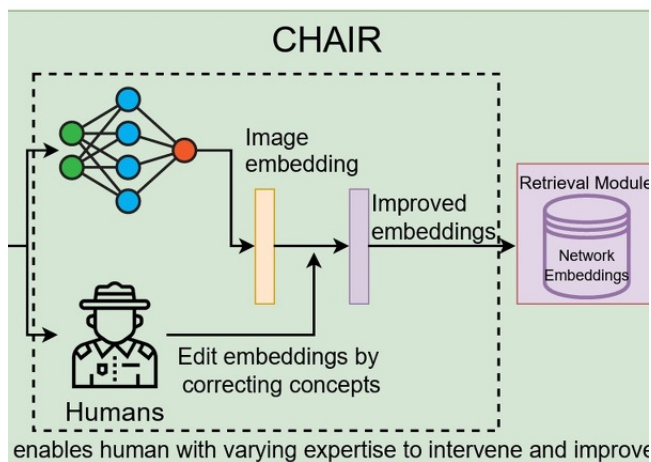 CHAIR
Image
embedding
Improved
embeddings
Retrieval Module
Network
Embeddings
Edit embeddings by
correcting concepts
Humans
enables human with varying expertise to intervene and improve